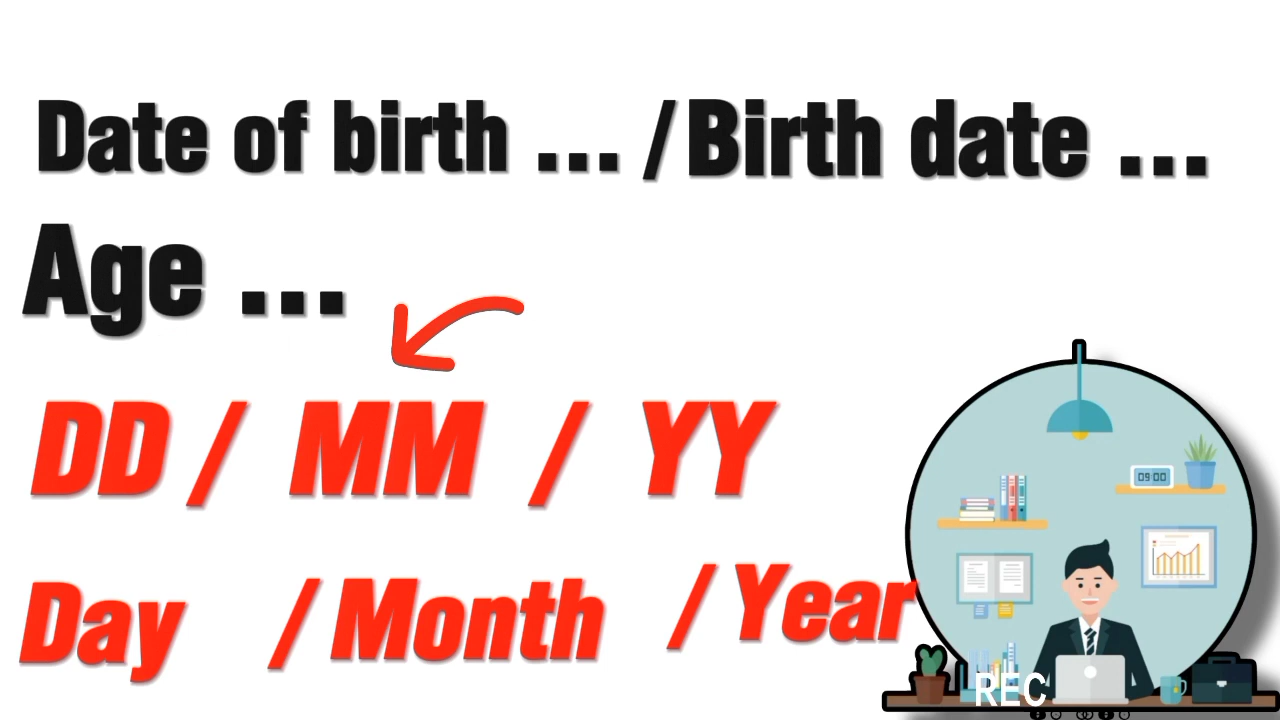 Date of birth ... / Birth date ...
Age ...
DD / MM / YY
09:00
Day / Month / Year
REC